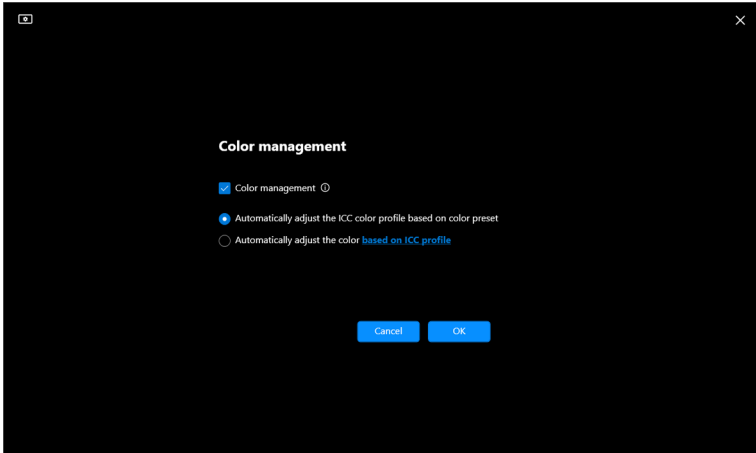 Color management
Color management
Automatically adjust the ICC color profile based on color preset
Automatically adjust the color based on ICC profile
Cancel
OK